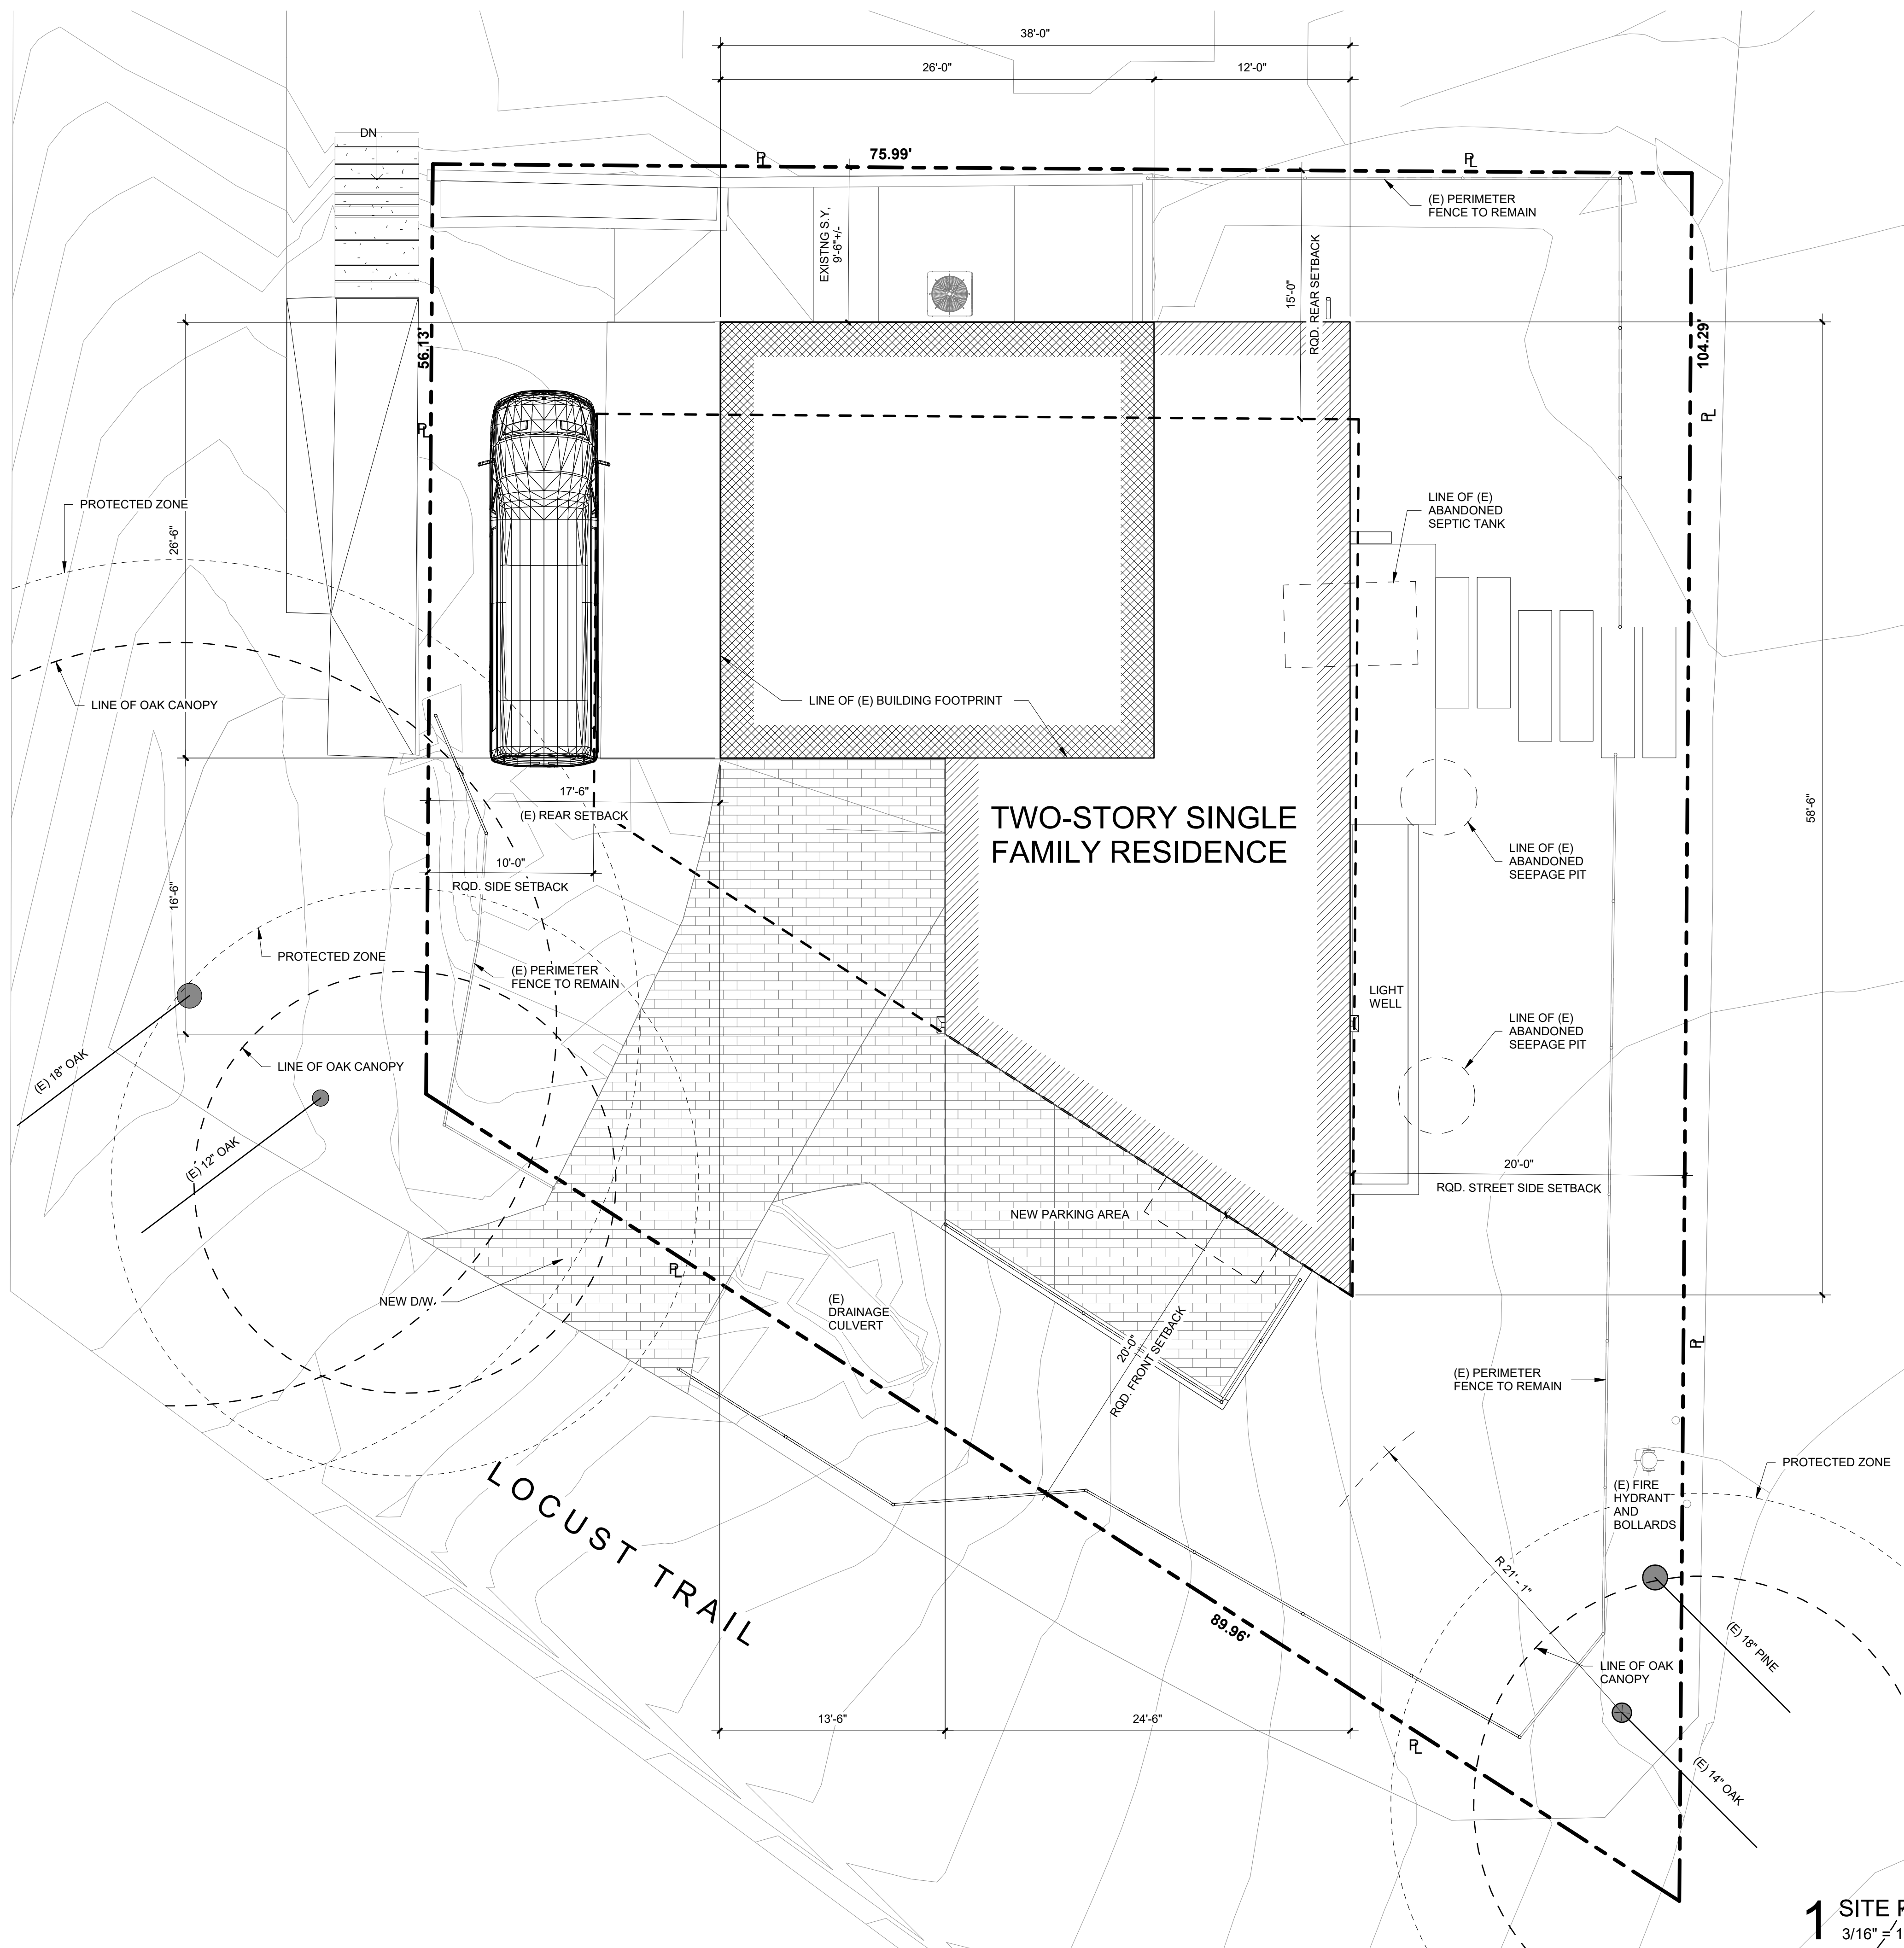 38'-0"
26'-0"
12'-0"
DN
75.99'
PL
PL
(E) PERIMETER
FENCE TO REMAIN
EXISTNG S.Y,
9'-6"+/-
15'-0"
RQD. REAR SETBACK
56.13'
104.29'
PL
PL
PROTECTED ZONE
26'-6"
LINE OF (E)
ABANDONED
SEPTIC TANK
LINE OF OAK CANOPY
LINE OF (E) BUILDING FOOTPRINT
17'-6"
(E) REAR SETBACK
TWO-STORY SINGLE
FAMILY RESIDENCE
58'-6"
10'-0"
RQD. SIDE SETBACK
LINE OF (E)
ABANDONED
SEEPAGE PIT
16'-6"
PROTECTED ZONE
(E) PERIMETER
FENCE TO REMAIN
LIGHT
WELL
LINE OF (E)
ABANDONED
SEEPAGE PIT
(E) 18" OAK
LINE OF OAK CANOPY
(E) 12" OAK
20'-0"
RQD. STREET SIDE SETBACK
NEW PARKING AREA
PL
NEW D/W
(E)
DRAINAGE
CULVERT
20'-0"
RQD. FRONT SETBACK
PL
(E) PERIMETER
FENCE TO REMAIN
PROTECTED ZONE
(E) FIRE
HYDRANT
AND
BOLLARDS
LOCUST TRAIL
R 21' - 1"
89.96'
(E) 18" PINE
LINE OF OAK
CANOPY
13'-6"
24'-6"
PL
(E) 14" OAK
1
SITE P
3/16" = 1